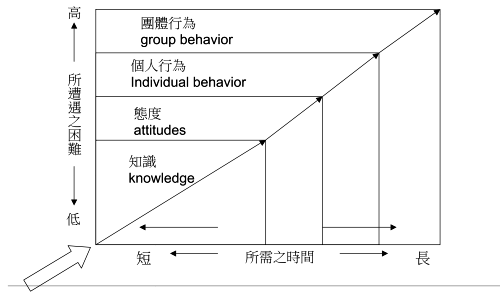 高
團體行為
group behavior
個人行為
Individual behavior
所遭遇之困難
態度
attitudes
知識
knowledge
低
短
所需之時間
長